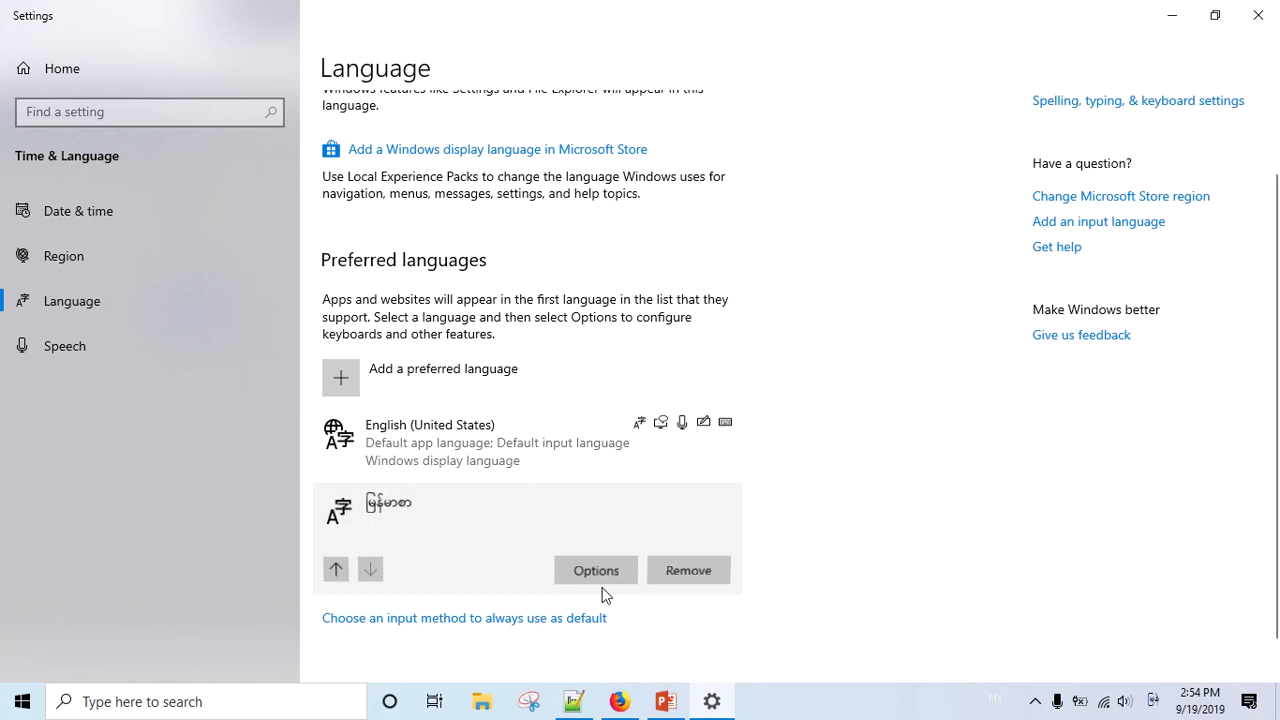 Settings
Home
Find a setting
Time & Language
Date & time
Region
Language
Speech
Language
language.
Add a Windows display language in Microsoft Store
Use Local Experience Packs to change the language Windows uses for
navigation, menus, messages, settings, and help topics.
Preferred languages
Apps and websites will appear in the first language in the list that they
support. Select a language and then select Options to configure
keyboards and other features.
Add a preferred language
English (United States)
Default app language; Default input language
Windows display language
မြန်မာစာ
Options
Remove
Choose an input method to always use as default
Spelling, typing, & keyboard settings
Have a question?
Change Microsoft Store region
Add an input language
Get help
Make Windows better
Give us feedback
Type here to search
2:54 PM
9/19/2019